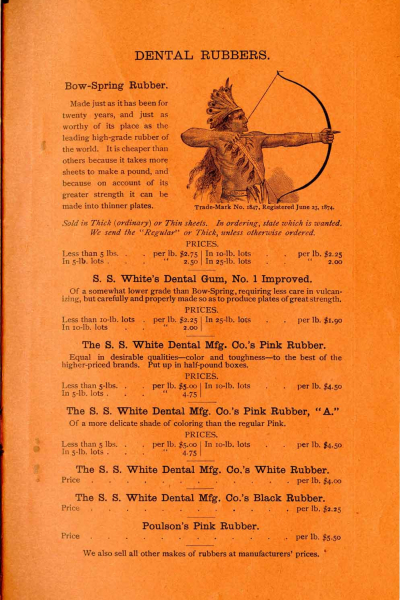 DENTAL RUBBERS.
Bow-Spring Rubber.
Made just as it has been for
twenty years, and just as
worthy of its place as the
leading high-grade rubber of
the world. It is cheaper than
others because it takes more
sheets to make a pound, and
because on account of its
greater strength it can be
made into thinner plates.
Trade-Mark No. 1847, Registered June 23, 1874.
Sold in Thick (ordinary) or Thin sheets. In ordering, state which is wanted.
We send the "Regular" or Thick, unless otherwise ordered.
PRICES.
Less than 5 lbs. . . per lb. $2.75 | In 10-lb. lots . . per lb. $2.25
In 5-lb. lots . . . " 2.50 | In 25-lb. lots . . " 2.00
S. S. White's Dental Gum, No. 1 Improved.
Of a somewhat lower grade than Bow-Spring, requiring less care in vulcan-
izing, but carefully and properly made so as to produce plates of great strength.
PRICES.
Less than 10-lb. lots . per lb. $2.25 | In 25-lb. lots . . per lb. $1.90
In 10-lb. lots . . " 2.00 |
The S. S. White Dental Mfg. Co.'s Pink Rubber.
Equal in desirable qualities—color and toughness—to the best of the
higher-priced brands. Put up in half-pound boxes.
PRICES.
Less than 5-lbs. . . per lb. $5.00 | In 10-lb. lots . . per lb. $4.50
In 5-lb. lots . . . " 4.75 |
The S. S. White Dental Mfg. Co.'s Pink Rubber, "A."
Of a more delicate shade of coloring than the regular Pink.
PRICES.
Less than 5 lbs. . . per lb. $5.00 | In 10-lb. lots . . per lb. $4.50
In 5-lb. lots . . . " 4.75 |
The S. S. White Dental Mfg. Co.'s White Rubber.
Price . . . . . . . . . . per lb. $4.00
The S. S. White Dental Mfg. Co.'s Black Rubber.
Price . . . . . . . . . . per lb. $2.25
Poulson's Pink Rubber.
Price . . . . . . . . . . per lb. $5.50
We also sell all other makes of rubbers at manufacturers' prices.